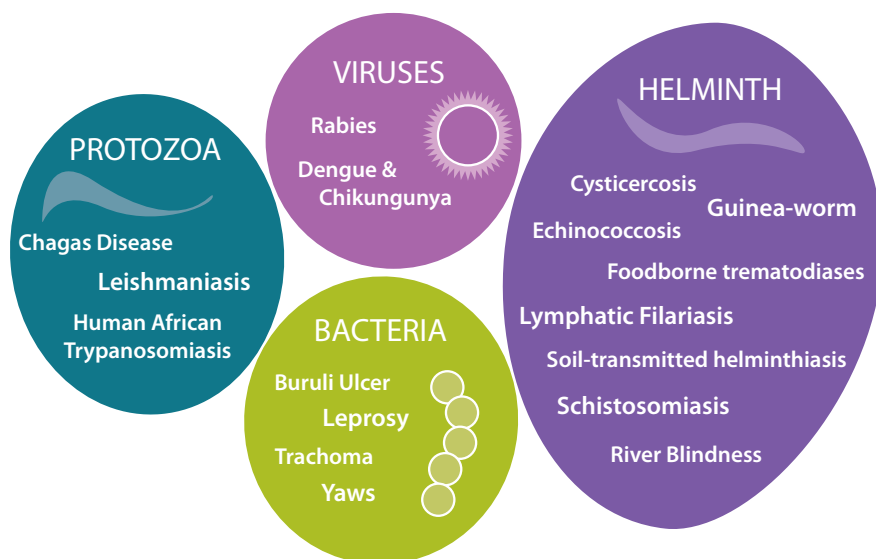 PROTOZOA
Chagas Disease
Leishmaniasis
Human African
Trypanosomiasis
VIRUSES
Rabies
Dengue &
Chikungunya
BACTERIA
Buruli Ulcer
Leprosy
Trachoma
Yaws
HELMINTH
Cysticercosis
Guinea-worm
Echinococcosis
Foodborne trematodiases
Lymphatic Filariasis
Soil-transmitted helminthiasis
Schistosomiasis
River Blindness